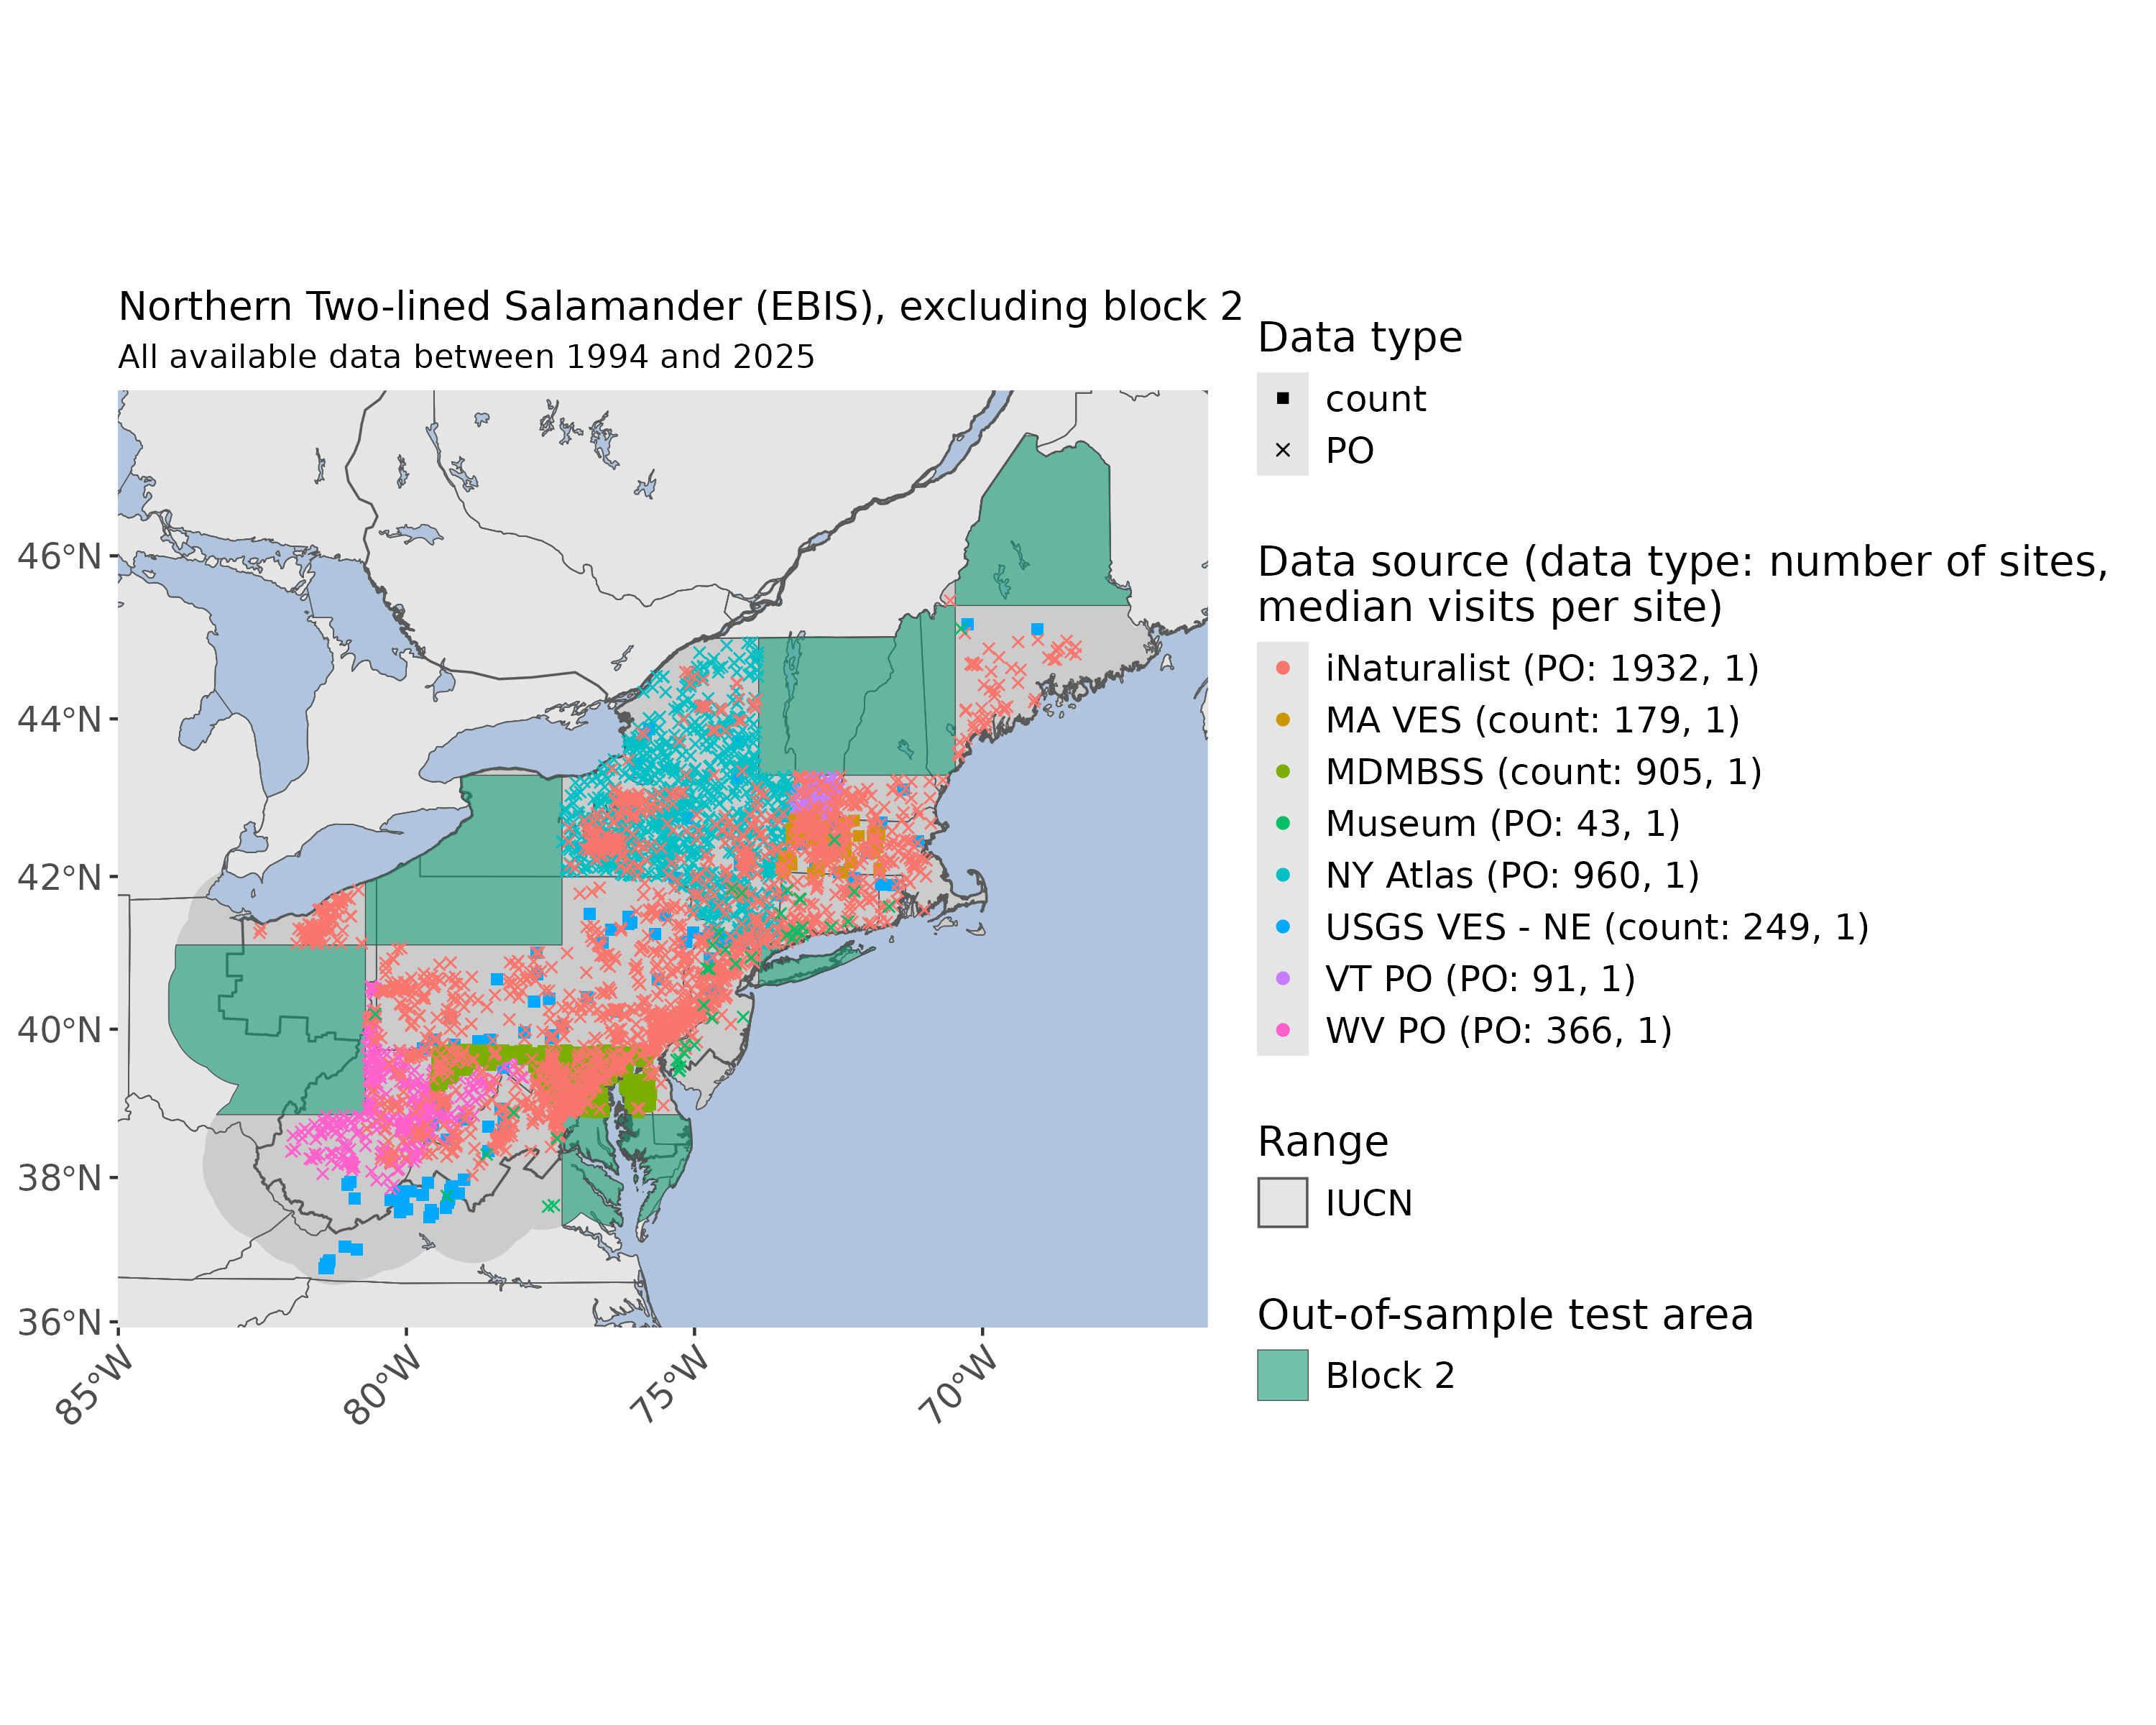 Northern Two-lined Salamander (EBIS), excluding block 2
All available data between 1994 and 2025
46°N
44°N
42°N
40°N
38°N
36°N
85°W
80°W
75°W
70°W
Data type
count
PO
Data source (data type: number of sites,
median visits per site)
iNaturalist (PO: 1932, 1)
MA VES (count: 179, 1)
MDMBSS (count: 905, 1)
Museum (PO: 43, 1)
NY Atlas (PO: 960, 1)
USGS VES - NE (count: 249, 1)
VT PO (PO: 91, 1)
WV PO (PO: 366, 1)
Range
IUCN
Out-of-sample test area
Block 2